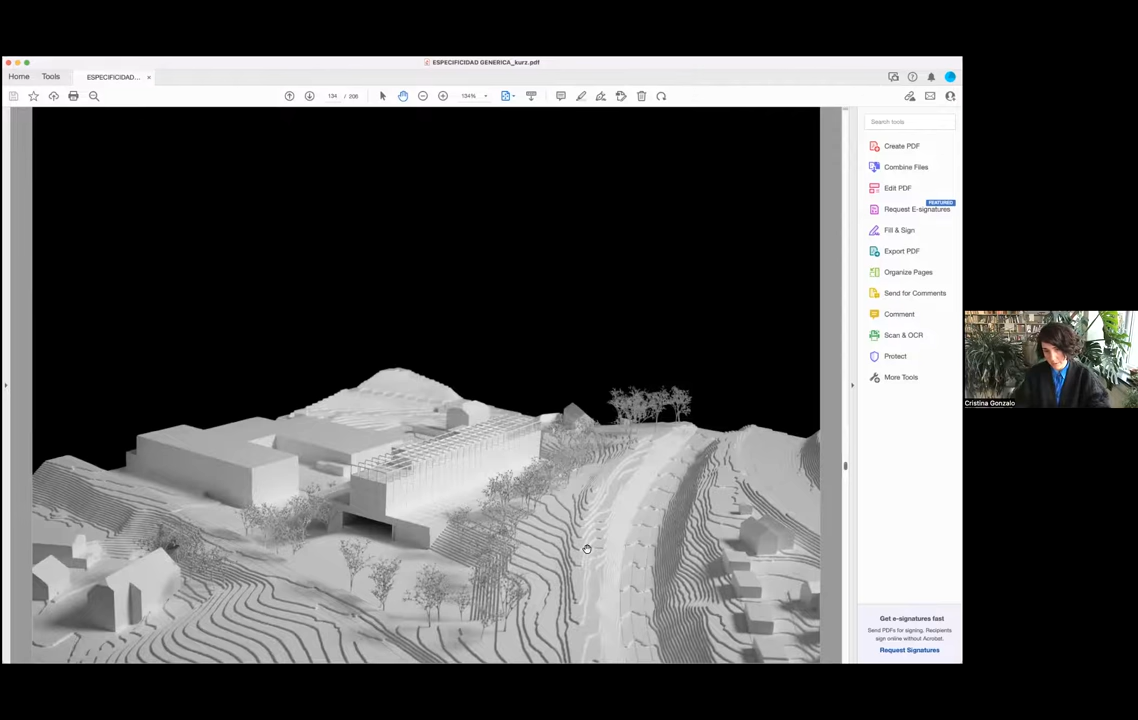 ESPECIFICIDAD GENERICA_kurz.pdf
Home Tools ESPECIFICIDAD... ×
134 / 206 134%
Search tools
Create PDF
Combine Files
Edit PDF
FEATURED
Request E-signatures
Fill & Sign
Export PDF
Organize Pages
Send for Comments
Comment
Scan & OCR
Protect
More Tools
Cristina Gonzalo
Get e-signatures fast
Send PDFs for signing. Recipients
sign online without Acrobat.
Request Signatures